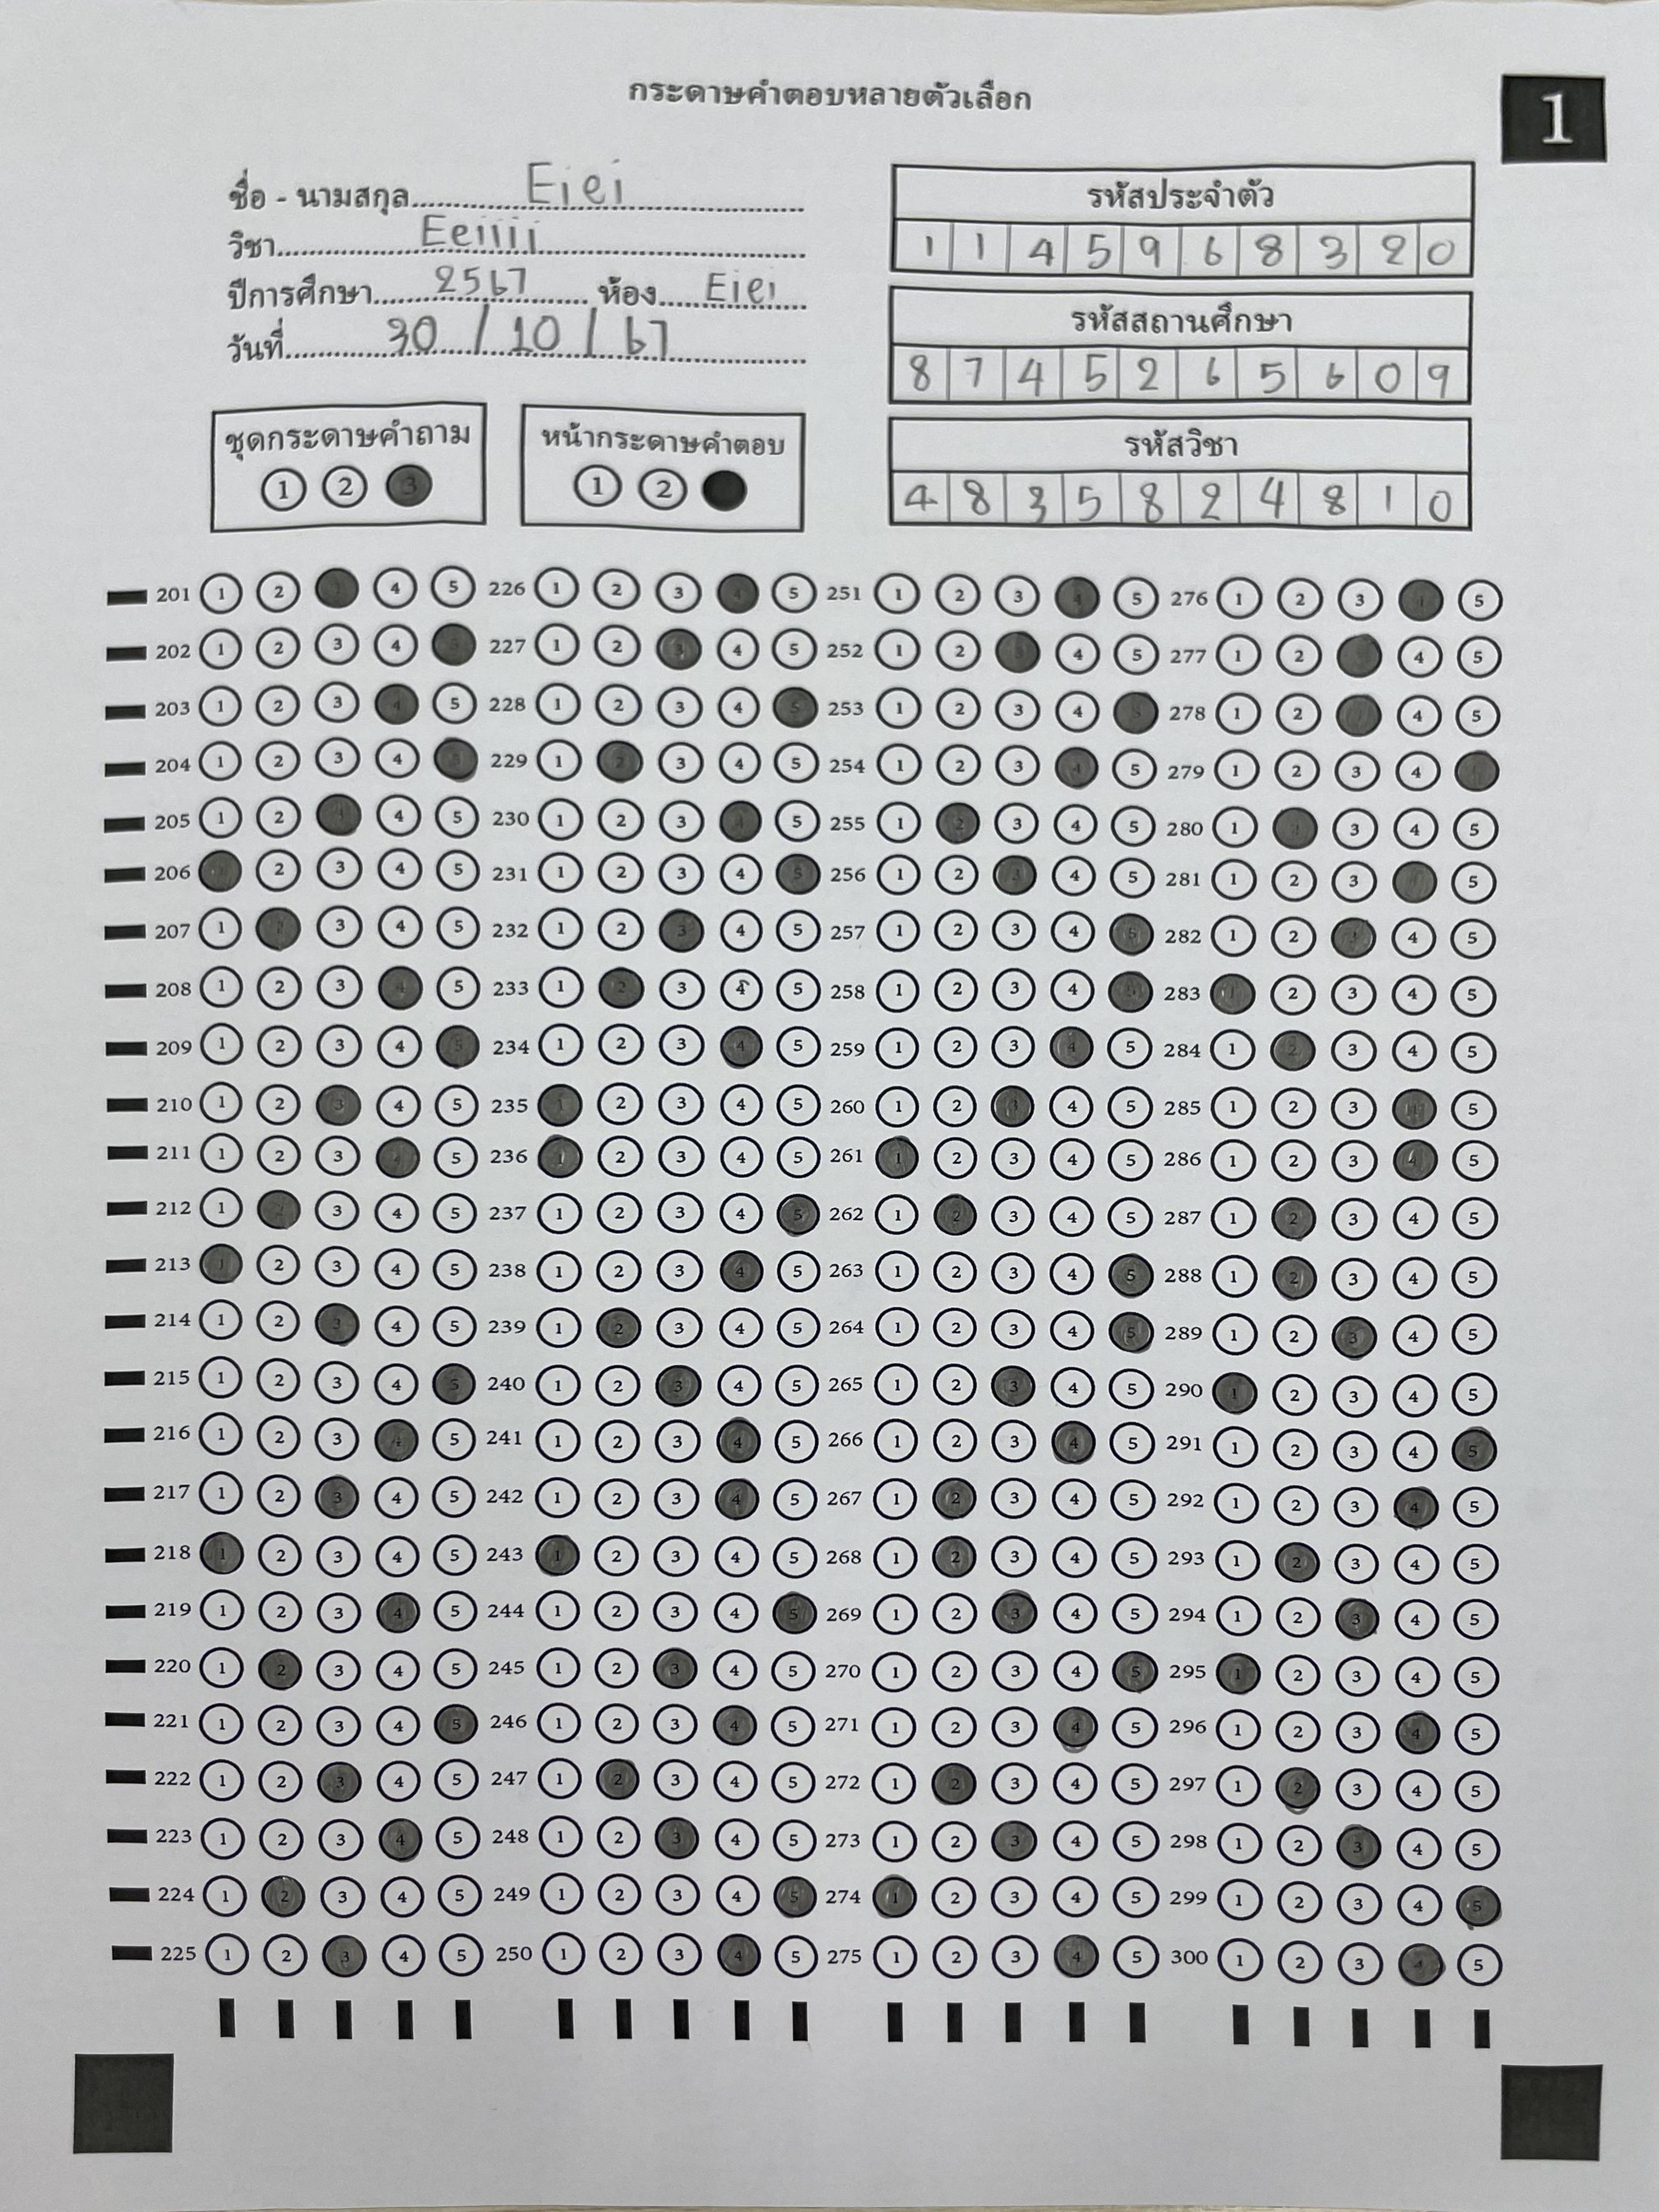 กระดาษคำตอบหลายตัวเลือก
1
ชื่อ - นามสกุล Eiei
วิชา Eeiiii
ปีการศึกษา 2567 ห้อง Eiei
วันที่ 30 / 10 / 67
รหัสประจำตัว
1 1 4 5 9 6 8 3 2 0
รหัสสถานศึกษา
8 7 4 5 2 6 5 6 0 9
รหัสวิชา
4 8 3 5 8 2 4 8 1 0
ชุดกระดาษคำถาม
1 2 3
หน้ากระดาษคำตอบ
1 2
201 1 2 4 5 226 1 2 3 4 5 251 1 2 3 4 5 276 1 2 3 4 5
202 1 2 3 4 5 227 1 2 3 4 5 252 1 2 3 4 5 277 1 2 4 5
203 1 2 3 4 5 228 1 2 3 4 5 253 1 2 3 4 5 278 1 2 3 4 5
204 1 2 3 4 5 229 1 2 3 4 5 254 1 2 3 4 5 279 1 2 3 4 5
205 1 2 3 4 5 230 1 2 3 4 5 255 1 2 3 4 5 280 1 2 3 4 5
206 2 3 4 5 231 1 2 3 4 5 256 1 2 3 4 5 281 1 2 3 4 5
207 1 2 3 4 5 232 1 2 3 4 5 257 1 2 3 4 5 282 1 2 3 4 5
208 1 2 3 4 5 233 1 2 3 4 5 258 1 2 3 4 5 283 1 2 3 4 5
209 1 2 3 4 5 234 1 2 3 4 5 259 1 2 3 4 5 284 1 2 3 4 5
210 1 2 3 4 5 235 1 2 3 4 5 260 1 2 3 4 5 285 1 2 3 4 5
211 1 2 3 4 5 236 1 2 3 4 5 261 1 2 3 4 5 286 1 2 3 4 5
212 1 2 3 4 5 237 1 2 3 4 5 262 1 2 3 4 5 287 1 2 3 4 5
213 1 2 3 4 5 238 1 2 3 4 5 263 1 2 3 4 5 288 1 2 3 4 5
214 1 2 3 4 5 239 1 2 3 4 5 264 1 2 3 4 5 289 1 2 3 4 5
215 1 2 3 4 5 240 1 2 3 4 5 265 1 2 3 4 5 290 1 2 3 4 5
216 1 2 3 4 5 241 1 2 3 4 5 266 1 2 3 4 5 291 1 2 3 4 5
217 1 2 3 4 5 242 1 2 3 4 5 267 1 2 3 4 5 292 1 2 3 4 5
218 1 2 3 4 5 243 1 2 3 4 5 268 1 2 3 4 5 293 1 2 3 4 5
219 1 2 3 4 5 244 1 2 3 4 5 269 1 2 3 4 5 294 1 2 3 4 5
220 1 2 3 4 5 245 1 2 3 4 5 270 1 2 3 4 5 295 1 2 3 4 5
221 1 2 3 4 5 246 1 2 3 4 5 271 1 2 3 4 5 296 1 2 3 4 5
222 1 2 3 4 5 247 1 2 3 4 5 272 1 2 3 4 5 297 1 2 3 4 5
223 1 2 3 4 5 248 1 2 3 4 5 273 1 2 3 4 5 298 1 2 3 4 5
224 1 2 3 4 5 249 1 2 3 4 5 274 1 2 3 4 5 299 1 2 3 4 5
225 1 2 3 4 5 250 1 2 3 4 5 275 1 2 3 4 5 300 1 2 3 4 5